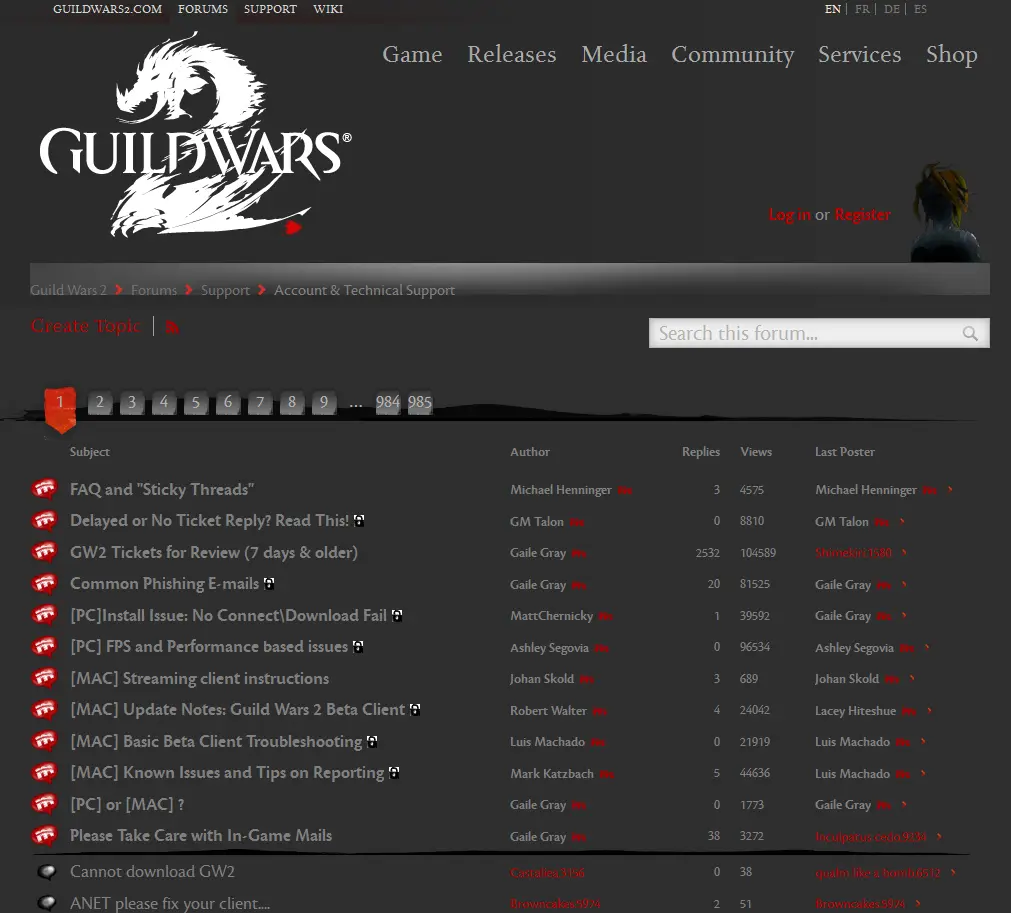 GUILDWARS2.COM FORUMS SUPPORT WIKI EN | FR | DE | ES
Game Releases Media Community Services Shop
GUILDWARS®
2
Log in or Register
Guild Wars 2 Forums Support Account & Technical Support
Create Topic
Search this forum...
1 2 3 4 5 6 7 8 9 ... 984 985
Subject Author Replies Views Last Poster
FAQ and "Sticky Threads" Michael Henninger 3 4575 Michael Henninger
Delayed or No Ticket Reply? Read This! GM Talon 0 8810 GM Talon
GW2 Tickets for Review (7 days & older) Gaile Gray 2532 104589
Common Phishing E-mails Gaile Gray 20 81525 Gaile Gray
[PC]Install Issue: No Connect\Download Fail MattChernicky 1 39592 Gaile Gray
[PC] FPS and Performance based issues Ashley Segovia 0 96534 Ashley Segovia
[MAC] Streaming client instructions Johan Skold 3 689 Johan Skold
[MAC] Update Notes: Guild Wars 2 Beta Client Robert Walter 4 24042 Lacey Hiteshue
[MAC] Basic Beta Client Troubleshooting Luis Machado 0 21919 Luis Machado
[MAC] Known Issues and Tips on Reporting Mark Katzbach 5 44636 Luis Machado
[PC] or [MAC] ? Gaile Gray 0 1773 Gaile Gray
Please Take Care with In-Game Mails Gaile Gray 38 3272
Cannot download GW2 0 38
ANET please fix your client.... Browncakes.5924 2 51 Browncakes.5924